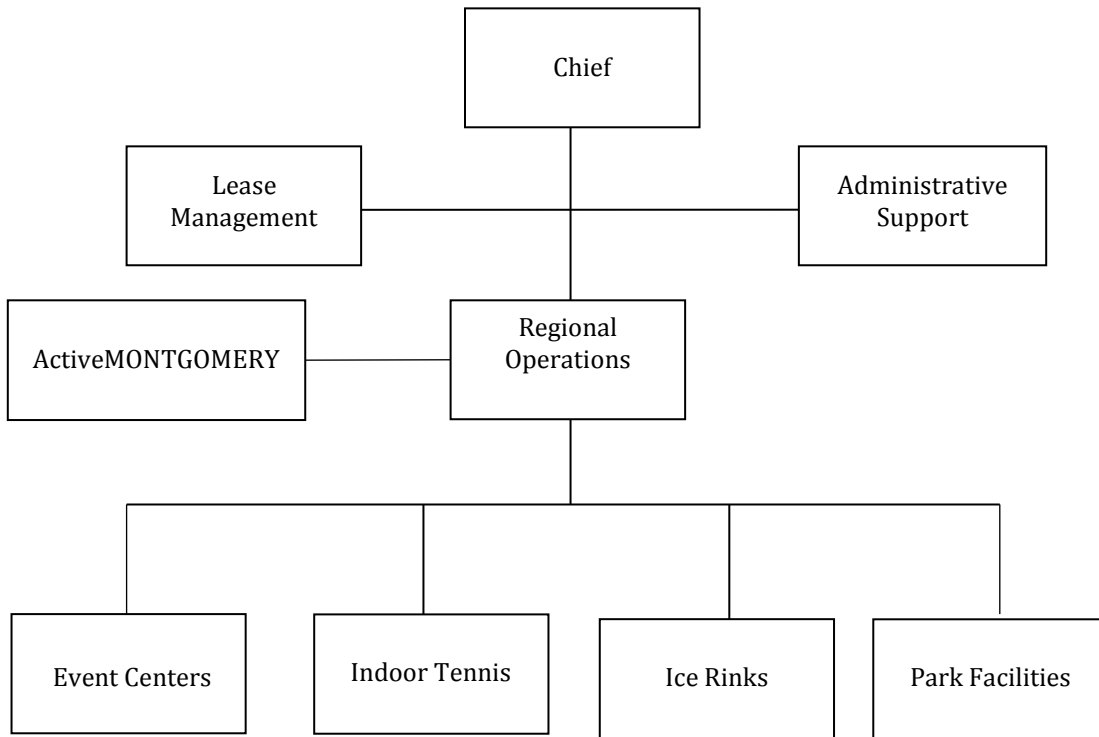 Chief
Lease
Management
Administrative
Support
ActiveMONTGOMERY
Regional
Operations
Event Centers
Indoor Tennis
Ice Rinks
Park Facilities